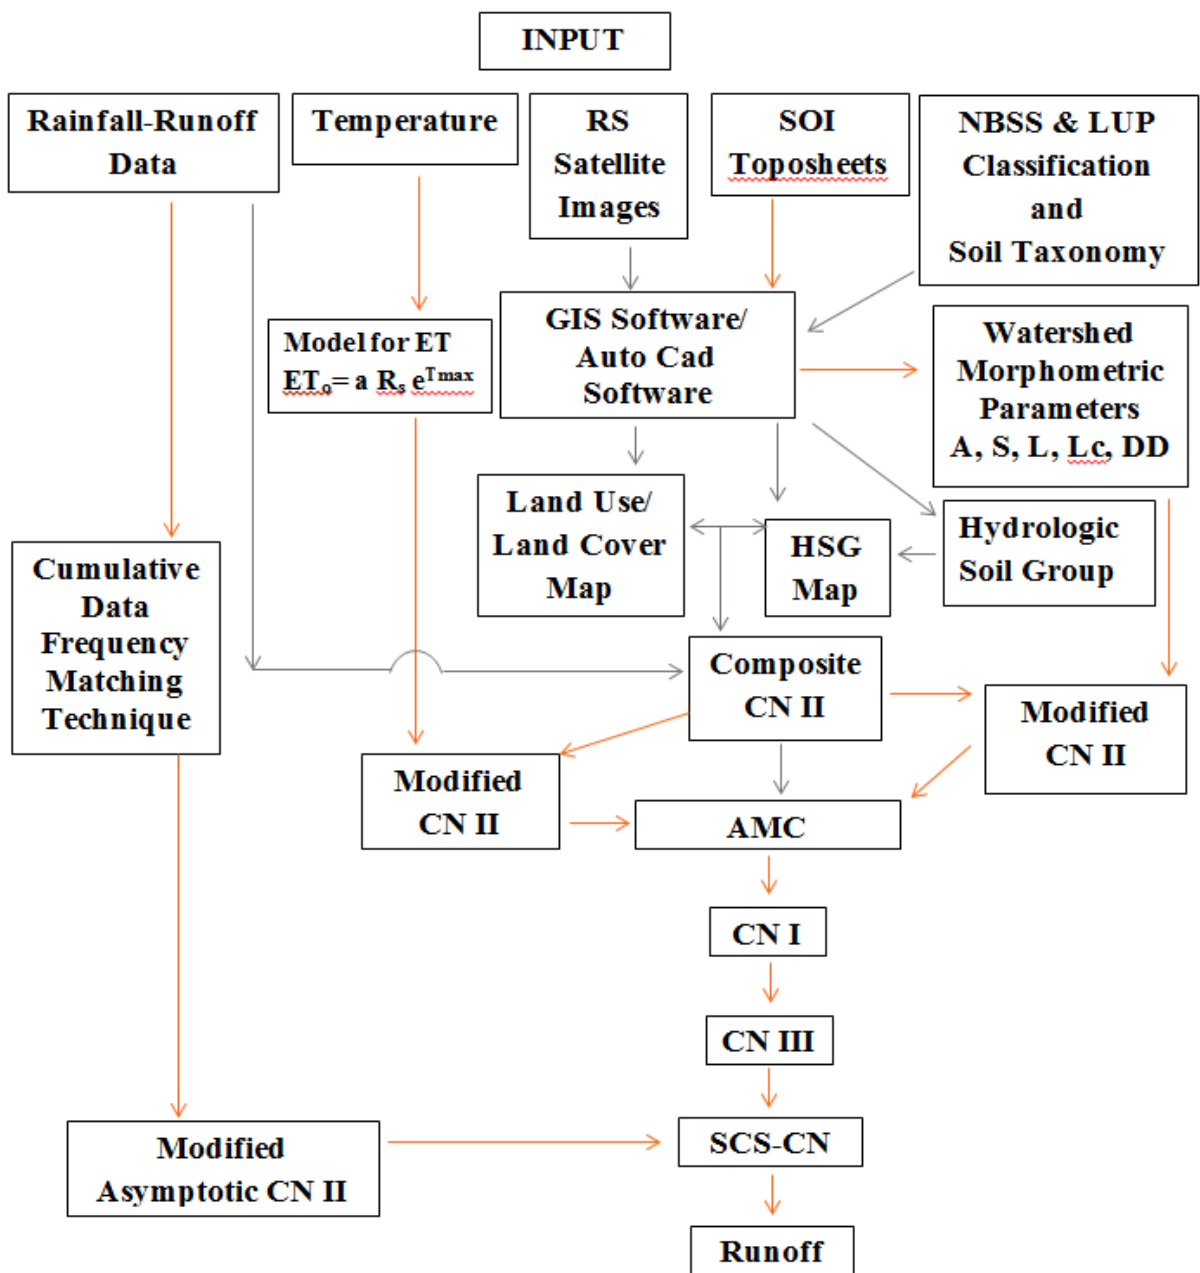 INPUT
Rainfall-Runoff
Data
Temperature
RS
Satellite
Images
SOI
Toposheets
NBSS & LUP
Classification
and
Soil Taxonomy
Model for ET
ETo= a Rs e^Tmax
GIS Software/
Auto Cad
Software
Watershed
Morphometric
Parameters
A, S, L, Lc, DD
Land Use/
Land Cover
Map
HSG
Map
Hydrologic
Soil Group
Cumulative
Data
Frequency
Matching
Technique
Composite
CN II
Modified
CN II
Modified
CN II
AMC
CN I
CN III
Modified
Asymptotic CN II
SCS-CN
Runoff